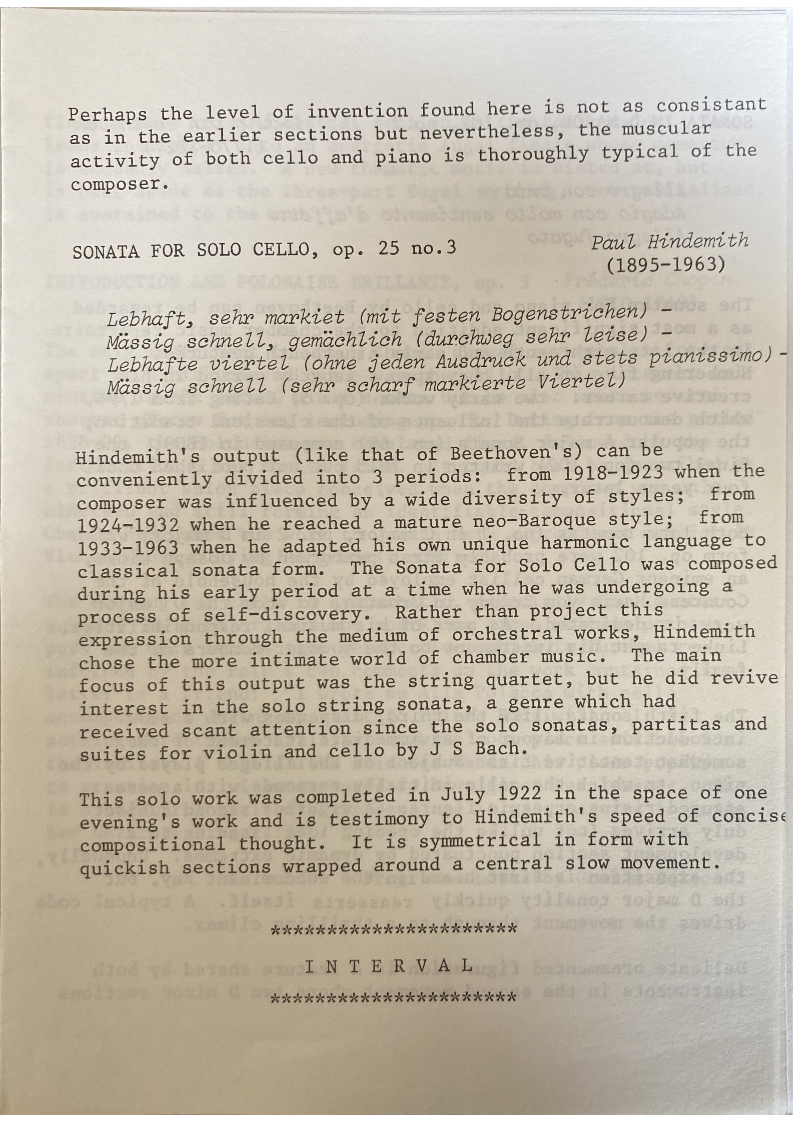 Perhaps the level of invention found here is not as consistant
as in the earlier sections but nevertheless, the muscular
activity of both cello and piano is thoroughly typical of the
composer.
SONATA FOR SOLO CELLO, op. 25 no.3 Paul Hindemith
(1895-1963)
Lebhaft, sehr markiet (mit festen Bogenstrichen) -
Mässig schnell, gemächlich (durchweg sehr leise) -
Lebhafte viertel (ohne jeden Ausdruck und stets pianissimo) -
Mässig schnell (sehr scharf markierte Viertel)
Hindemith's output (like that of Beethoven's) can be
conveniently divided into 3 periods: from 1918-1923 when the
composer was influenced by a wide diversity of styles; from
1924-1932 when he reached a mature neo-Baroque style; from
1933-1963 when he adapted his own unique harmonic language to
classical sonata form. The Sonata for Solo Cello was composed
during his early period at a time when he was undergoing a
process of self-discovery. Rather than project this
expression through the medium of orchestral works, Hindemith
chose the more intimate world of chamber music. The main
focus of this output was the string quartet, but he did revive
interest in the solo string sonata, a genre which had
received scant attention since the solo sonatas, partitas and
suites for violin and cello by J S Bach.
This solo work was completed in July 1922 in the space of one
evening's work and is testimony to Hindemith's speed of concise
compositional thought. It is symmetrical in form with
quickish sections wrapped around a central slow movement.
**********************
I N T E R V A L
**********************